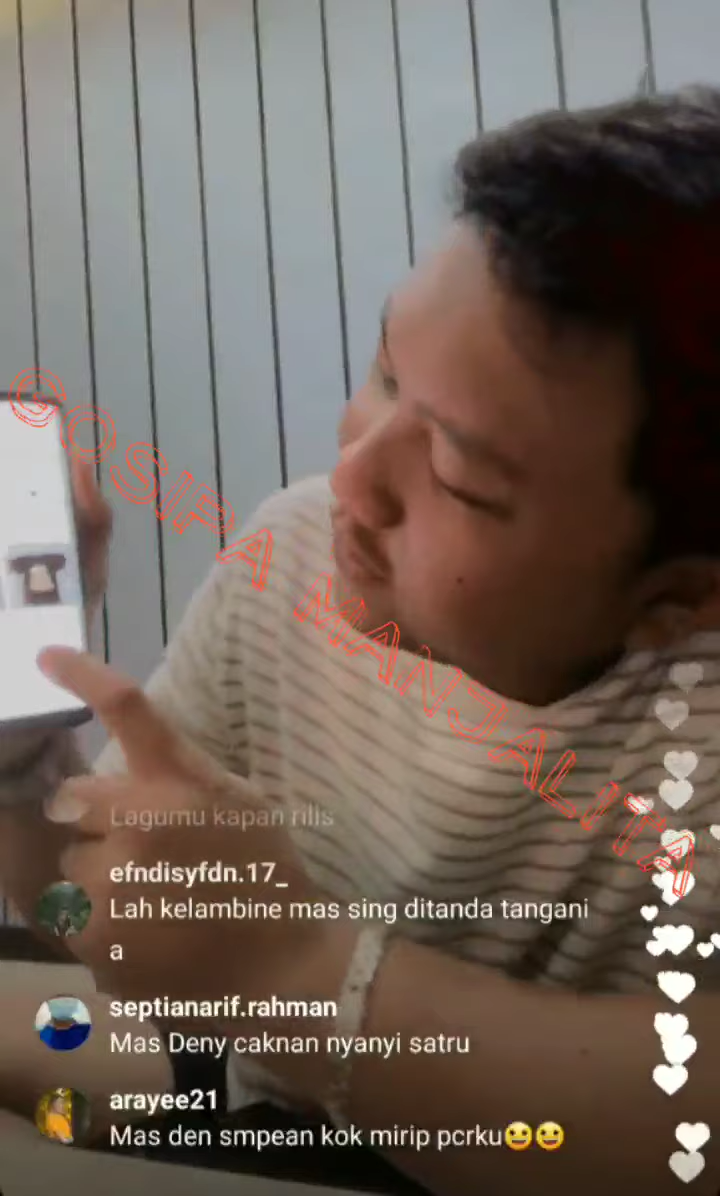 GOSIPA MANJALITA
Lagumu kapan rilis
efndisyfdn.17_
Lah kelambine mas sing ditanda tangani
a
septianarif.rahman
Mas Deny caknan nyanyi satru
arayee21
Mas den smpean kok mirip pcrku😆😆